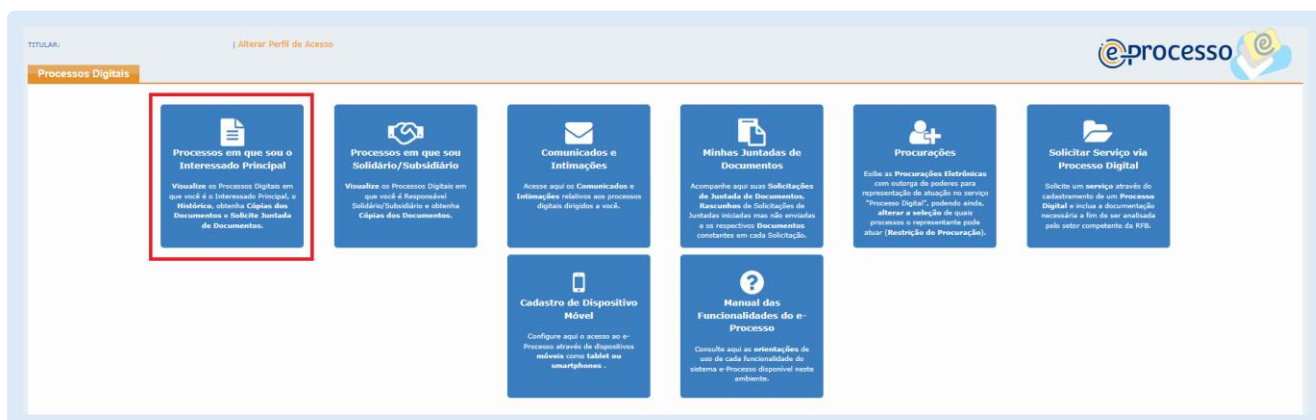 TITULAR: | Alterar Perfil de Acesso
e-processo
Processos Digitais
Processos em que sou o
Interessado Principal
Visualize os Processos Digitais em
que você é o Interessado Principal, o
Histórico, obtenha Cópias dos
Documentos e Solicite Juntada
de Documentos.
Processos em que sou
Solidário/Subsidiário
Visualize os Processos Digitais em
que você é Responsável
Solidário/Subsidiário e obtenha
Cópias dos Documentos.
Comunicados e
Intimações
Acesse aqui os Comunicados e
Intimações relativos aos processos
digitais dirigidos a você.
Minhas Juntadas de
Documentos
Acompanhe aqui suas Solicitações
de Juntada de Documentos,
Rascunhos de Solicitações de
Juntadas iniciadas mas não enviadas
e os respectivos Documentos
constantes em cada Solicitação.
Procurações
Exibe as Procurações Eletrônicas
com outorga de poderes para
representação de atuação no serviço
"Processo Digital", podendo ainda,
alterar a seleção de quais
processos o representante pode
atuar (Restrição de Procuração).
Solicitar Serviço via
Processo Digital
Solicite um serviço através do
cadastramento de um Processo
Digital e inclua a documentação
necessária a fim de ser analisada
pelo setor competente da RFB.
Cadastro de Dispositivo
Móvel
Configure aqui o acesso ao e-
Processo através de dispositivos
móveis como tablet ou
smartphones .
Manual das
Funcionalidades do e-
Processo
Consulte aqui as orientações de
uso de cada funcionalidade do
sistema e-Processo disponível neste
ambiente.